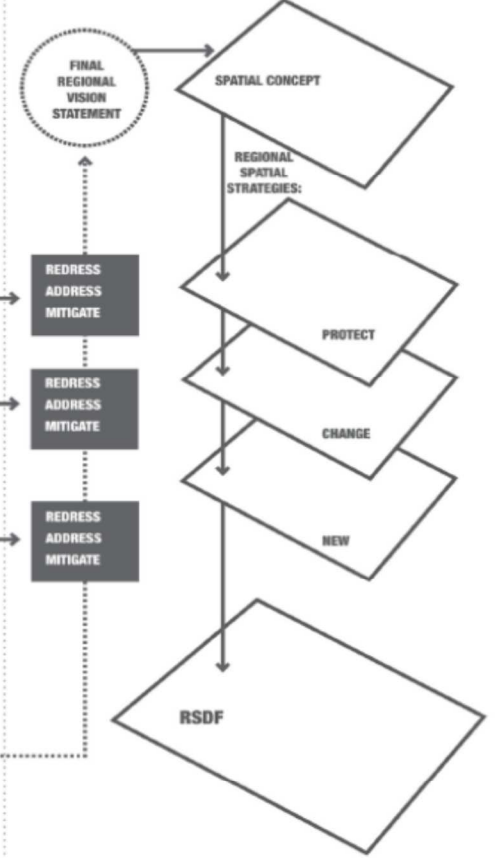 FINAL
REGIONAL
VISION
STATEMENT
SPATIAL CONCEPT
REGIONAL
SPATIAL
STRATEGIES:
REDRESS
ADDRESS
MITIGATE
PROTECT
REDRESS
ADDRESS
MITIGATE
CHANGE
REDRESS
ADDRESS
MITIGATE
NEW
RSDF